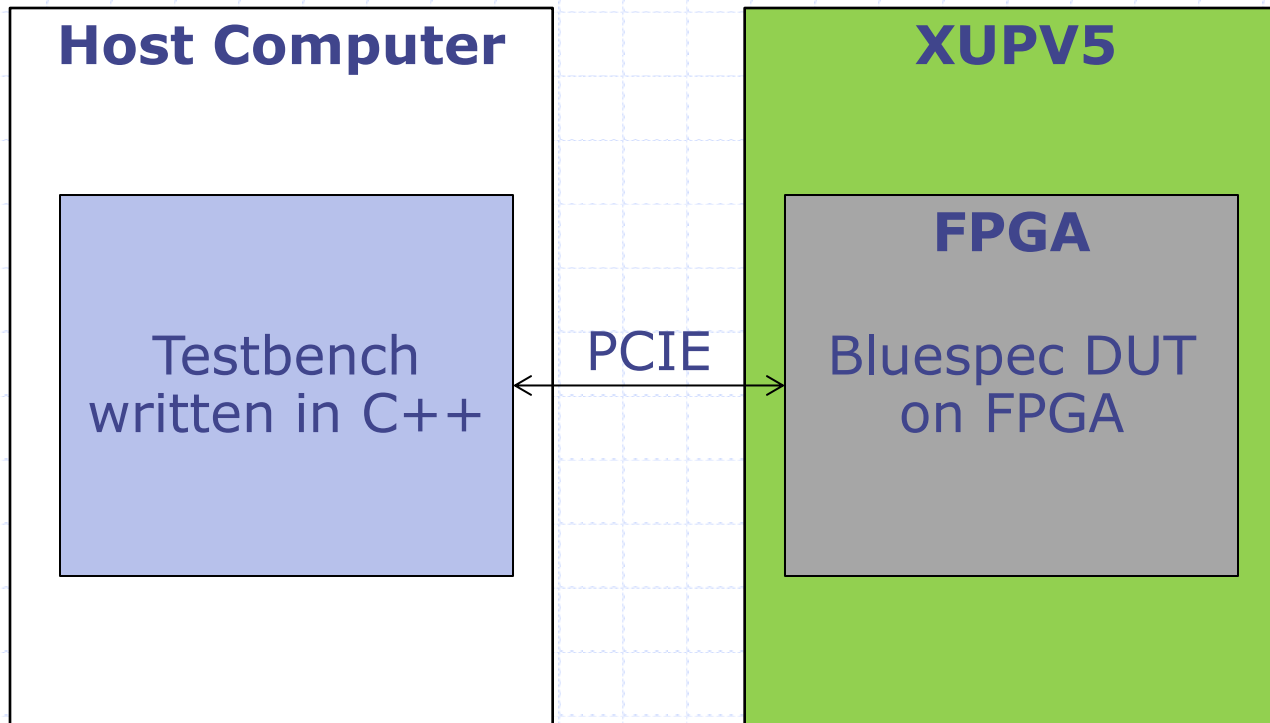 Host Computer
Testbench
written in C++
PCIE
XUPV5
FPGA
Bluespec DUT
on FPGA